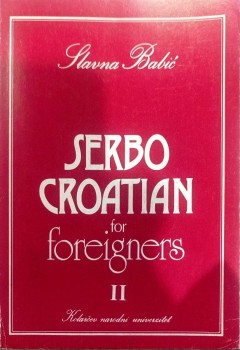 Slavna Babić
SERBO
CROATIAN
for
foreigners
II
Kolarčev narodni univerzitet